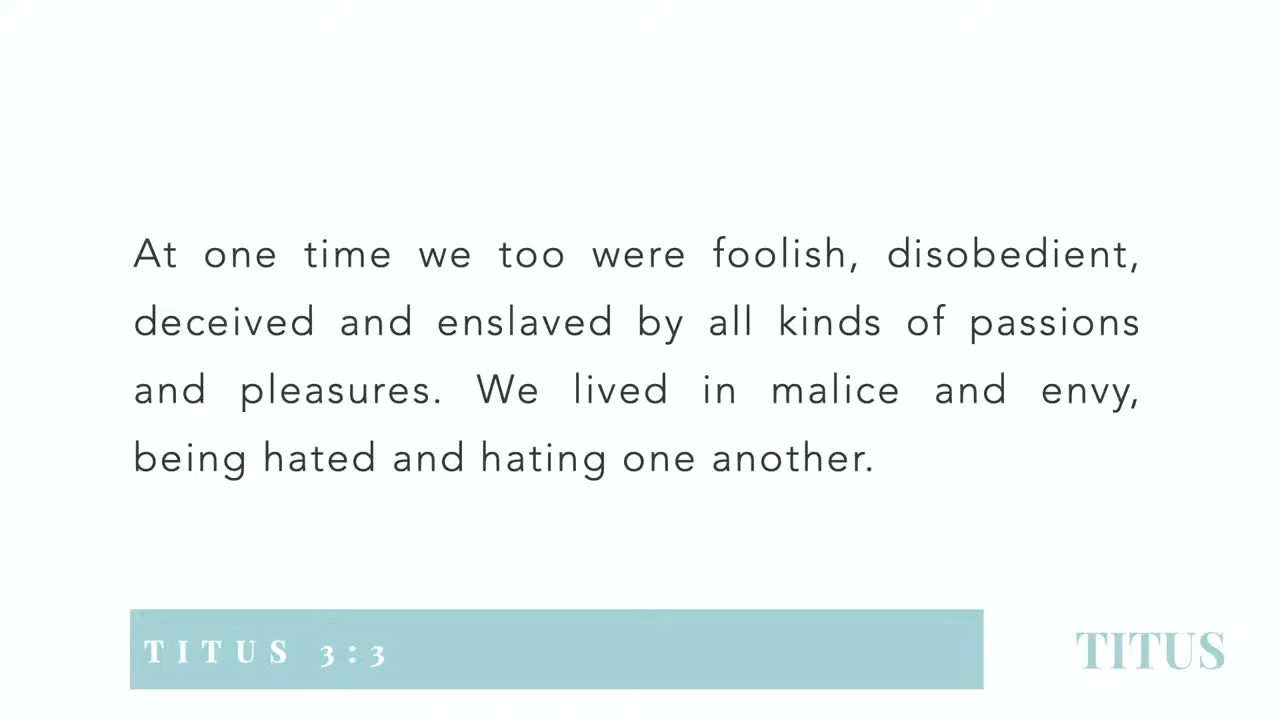 At one time we too were foolish, disobedient,
deceived and enslaved by all kinds of passions
and pleasures. We lived in malice and envy,
being hated and hating one another.
TITUS 3:3
TITUS